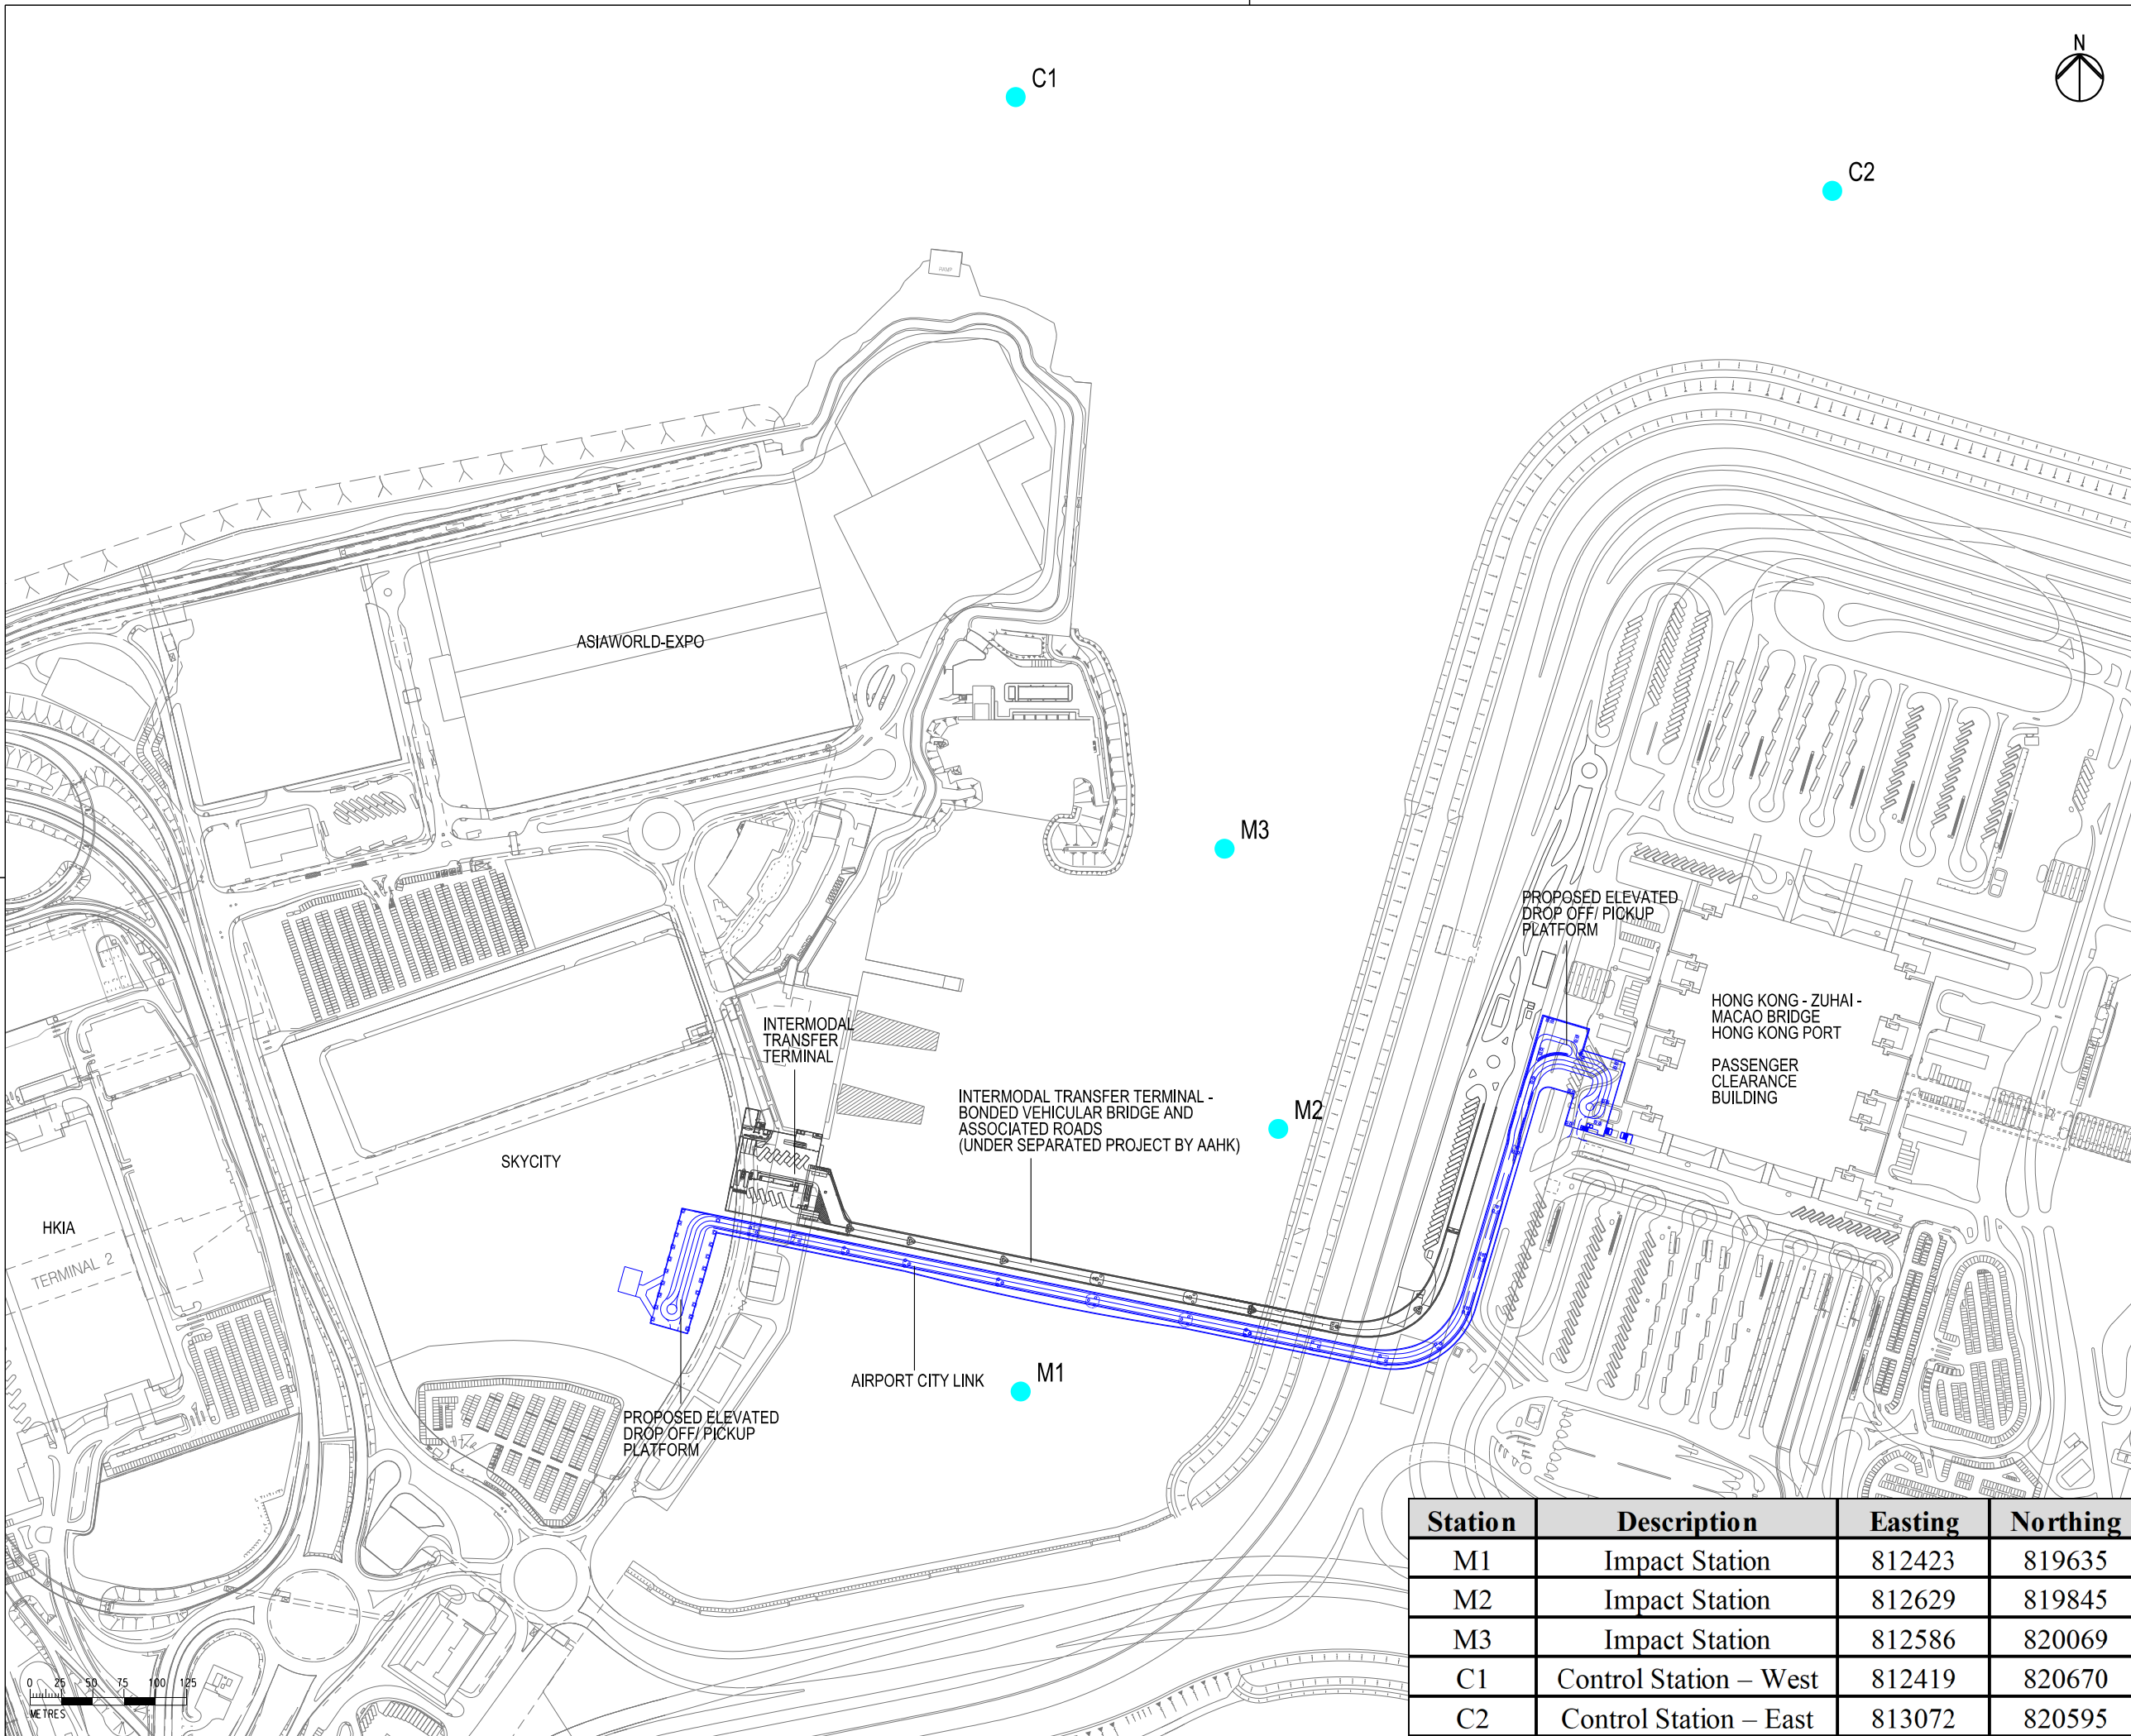 N
C1
C2
RAMP
ASIAWORLD-EXPO
M3
PROPOSED ELEVATED
DROP OFF/ PICKUP
PLATFORM
HONG KONG - ZUHAI -
MACAO BRIDGE
HONG KONG PORT
PASSENGER
CLEARANCE
BUILDING
INTERMODAL
TRANSFER
TERMINAL
INTERMODAL TRANSFER TERMINAL -
BONDED VEHICULAR BRIDGE AND
ASSOCIATED ROADS
(UNDER SEPARATED PROJECT BY AAHK)
M2
SKYCITY
HKIA
TERMINAL 2
AIRPORT CITY LINK
M1
PROPOSED ELEVATED
DROP OFF/ PICKUP
PLATFORM
Station Description Easting Northing
M1 Impact Station 812423 819635
M2 Impact Station 812629 819845
M3 Impact Station 812586 820069
C1 Control Station – West 812419 820670
C2 Control Station – East 813072 820595
0 25 50 75 100 125
METRES